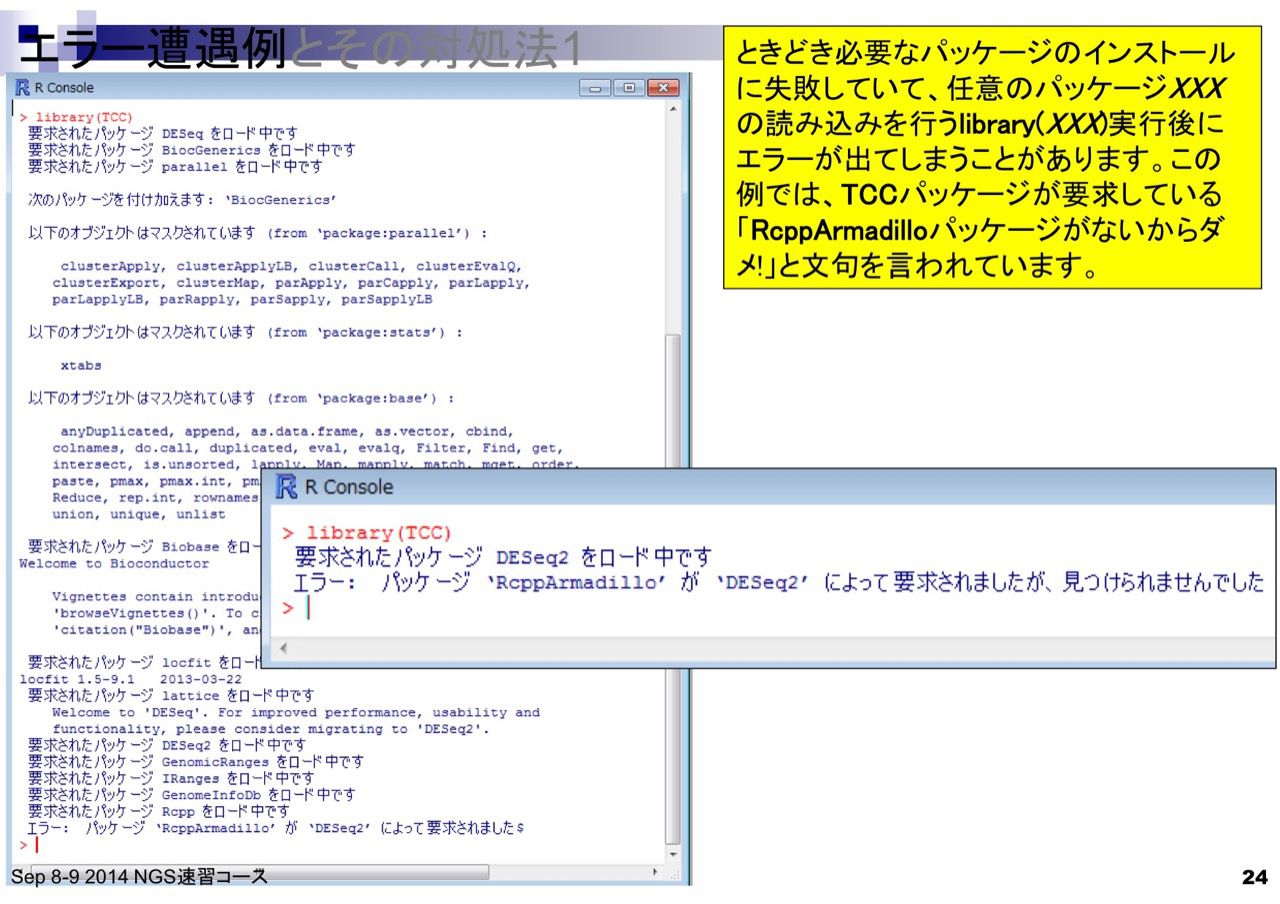 エラー遭遇例とその対処法1
R Console
> library(TCC)
要求されたパッケージ DESeq をロード中です
要求されたパッケージ BiocGenerics をロード中です
要求されたパッケージ parallel をロード中です
次のパッケージを付け加えます: ‘BiocGenerics’
以下のオブジェクトはマスクされています (from ‘package:parallel’) :
clusterApply, clusterApplyLB, clusterCall, clusterEvalQ,
clusterExport, clusterMap, parApply, parCapply, parLapply,
parLapplyLB, parRapply, parSapply, parSapplyLB
以下のオブジェクトはマスクされています (from ‘package:stats’) :
xtabs
以下のオブジェクトはマスクされています (from ‘package:base’) :
anyDuplicated, append, as.data.frame, as.vector, cbind,
colnames, do.call, duplicated, eval, evalq, Filter, Find, get,
intersect, is.unsorted, lapply, Map, mapply, match, mget, order,
paste, pmax, pmax.int, pm
Reduce, rep.int, rownames
union, unique, unlist
要求されたパッケージ Biobase をロー
Welcome to Bioconductor
Vignettes contain introdu
'browseVignettes()'. To c
'citation("Biobase")', an
要求されたパッケージ locfit をロード
locfit 1.5-9.1 2013-03-22
要求されたパッケージ lattice をロード中です
Welcome to 'DESeq'. For improved performance, usability and
functionality, please consider migrating to 'DESeq2'.
要求されたパッケージ DESeq2 をロード中です
要求されたパッケージ GenomicRanges をロード中です
要求されたパッケージ IRanges をロード中です
要求されたパッケージ GenomeInfoDb をロード中です
要求されたパッケージ Rcpp をロード中です
エラー: パッケージ ‘RcppArmadillo’ が ‘DESeq2’ によって要求されました$
>
R Console
> library(TCC)
要求されたパッケージ DESeq2 をロード中です
エラー: パッケージ ‘RcppArmadillo’ が ‘DESeq2’ によって要求されましたが、見つけられませんでした
>
ときどき必要なパッケージのインストール
に失敗していて、任意のパッケージXXX
の読み込みを行うlibrary(XXX)実行後に
エラーが出てしまうことがあります。この
例では、TCCパッケージが要求している
「RcppArmadilloパッケージがないからダ
メ!」と文句を言われています。
Sep 8-9 2014 NGS速習コース
24